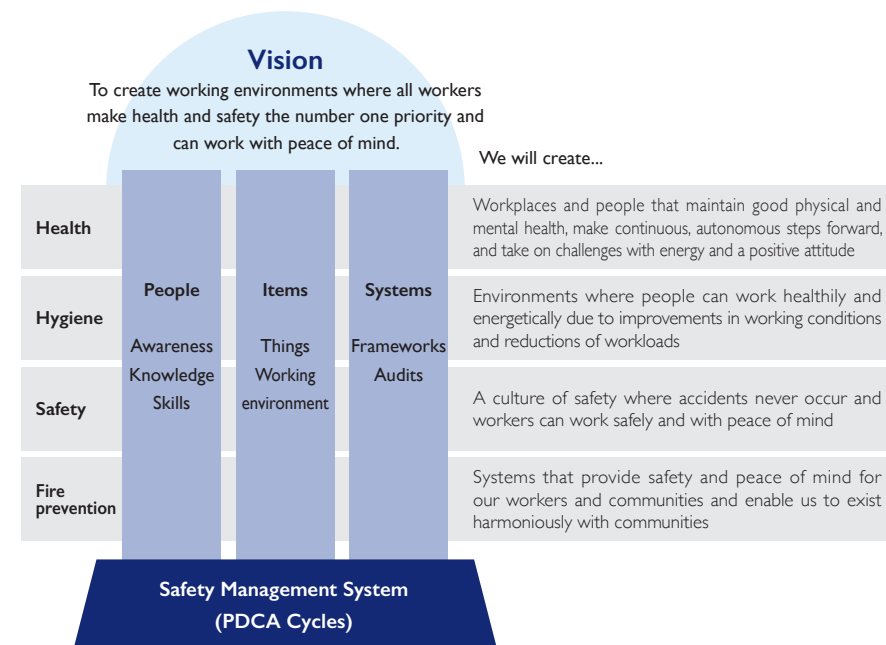 Vision
To create working environments where all workers
make health and safety the number one priority and
can work with peace of mind.
We will create...
Health
Workplaces and people that maintain good physical and
mental health, make continuous, autonomous steps forward,
and take on challenges with energy and a positive attitude
People
Awareness
Knowledge
Skills
Items
Things
Working
environment
Systems
Frameworks
Audits
Hygiene
Environments where people can work healthily and
energetically due to improvements in working conditions
and reductions of workloads
Safety
A culture of safety where accidents never occur and
workers can work safely and with peace of mind
Fire
prevention
Systems that provide safety and peace of mind for
our workers and communities and enable us to exist
harmoniously with communities
Safety Management System
(PDCA Cycles)